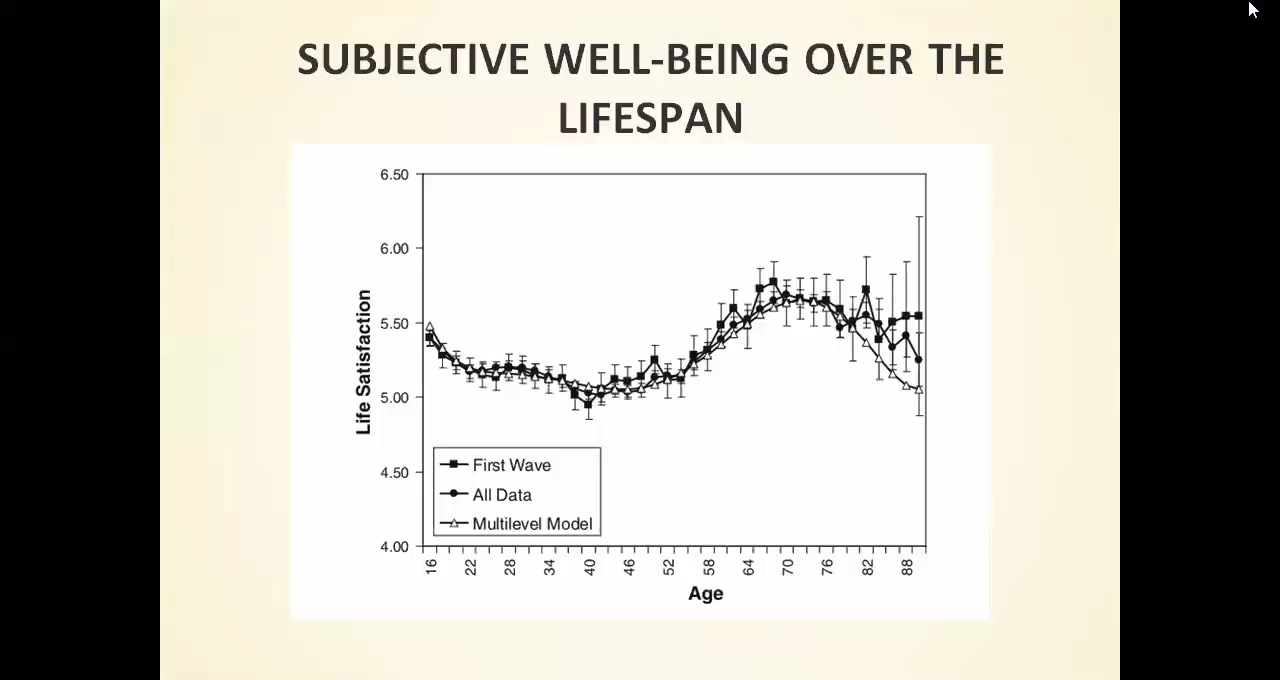 SUBJECTIVE WELL-BEING OVER THE
LIFESPAN
6.50
6.00
5.50
5.00
4.50
4.00
Life Satisfaction
First Wave
All Data
Multilevel Model
16 22 28 34 40 46 52 58 64 70 76 82 88
Age